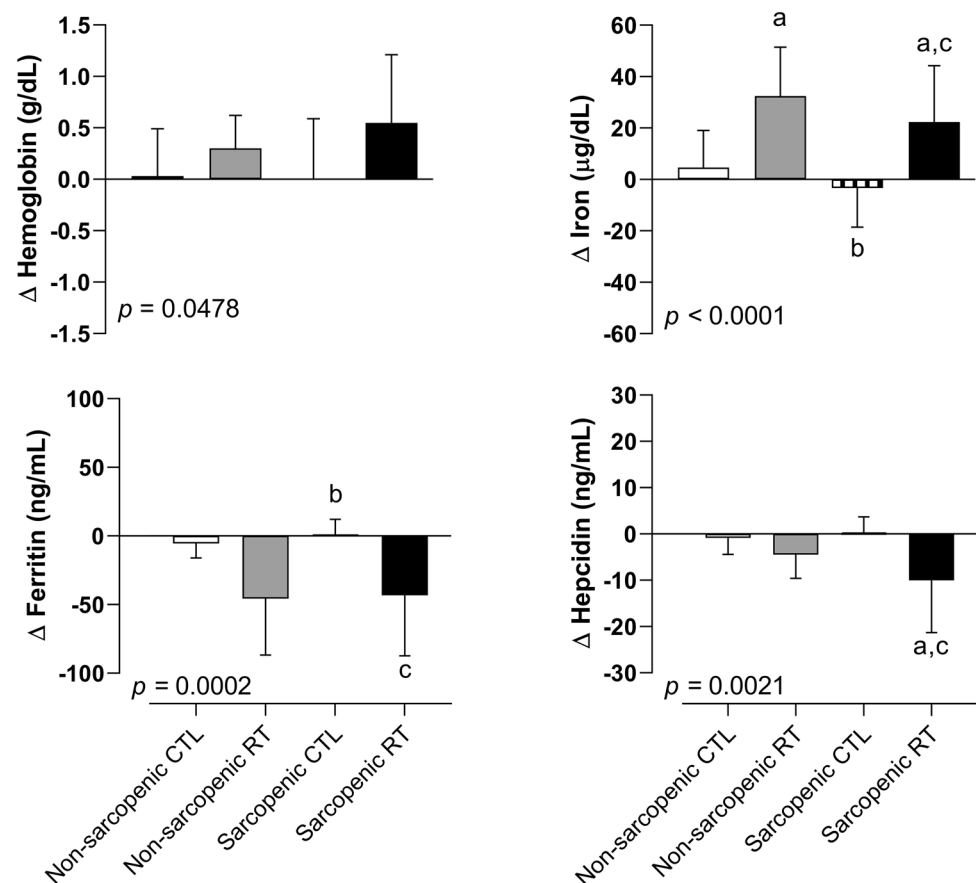 Δ Hemoglobin (g/dL)
1.5
1.0
0.5
0.0
-0.5
-1.0
-1.5
p = 0.0478
Δ Iron (μg/dL)
60
40
20
0
-20
-40
-60
a
a,c
b
p < 0.0001
Δ Ferritin (ng/mL)
100
50
0
-50
-100
b
c
p = 0.0002
Non-sarcopenic CTL
Non-sarcopenic RT
Sarcopenic CTL
Sarcopenic RT
Δ Hepcidin (ng/mL)
30
20
10
0
-10
-20
-30
a,c
p = 0.0021
Non-sarcopenic CTL
Non-sarcopenic RT
Sarcopenic CTL
Sarcopenic RT